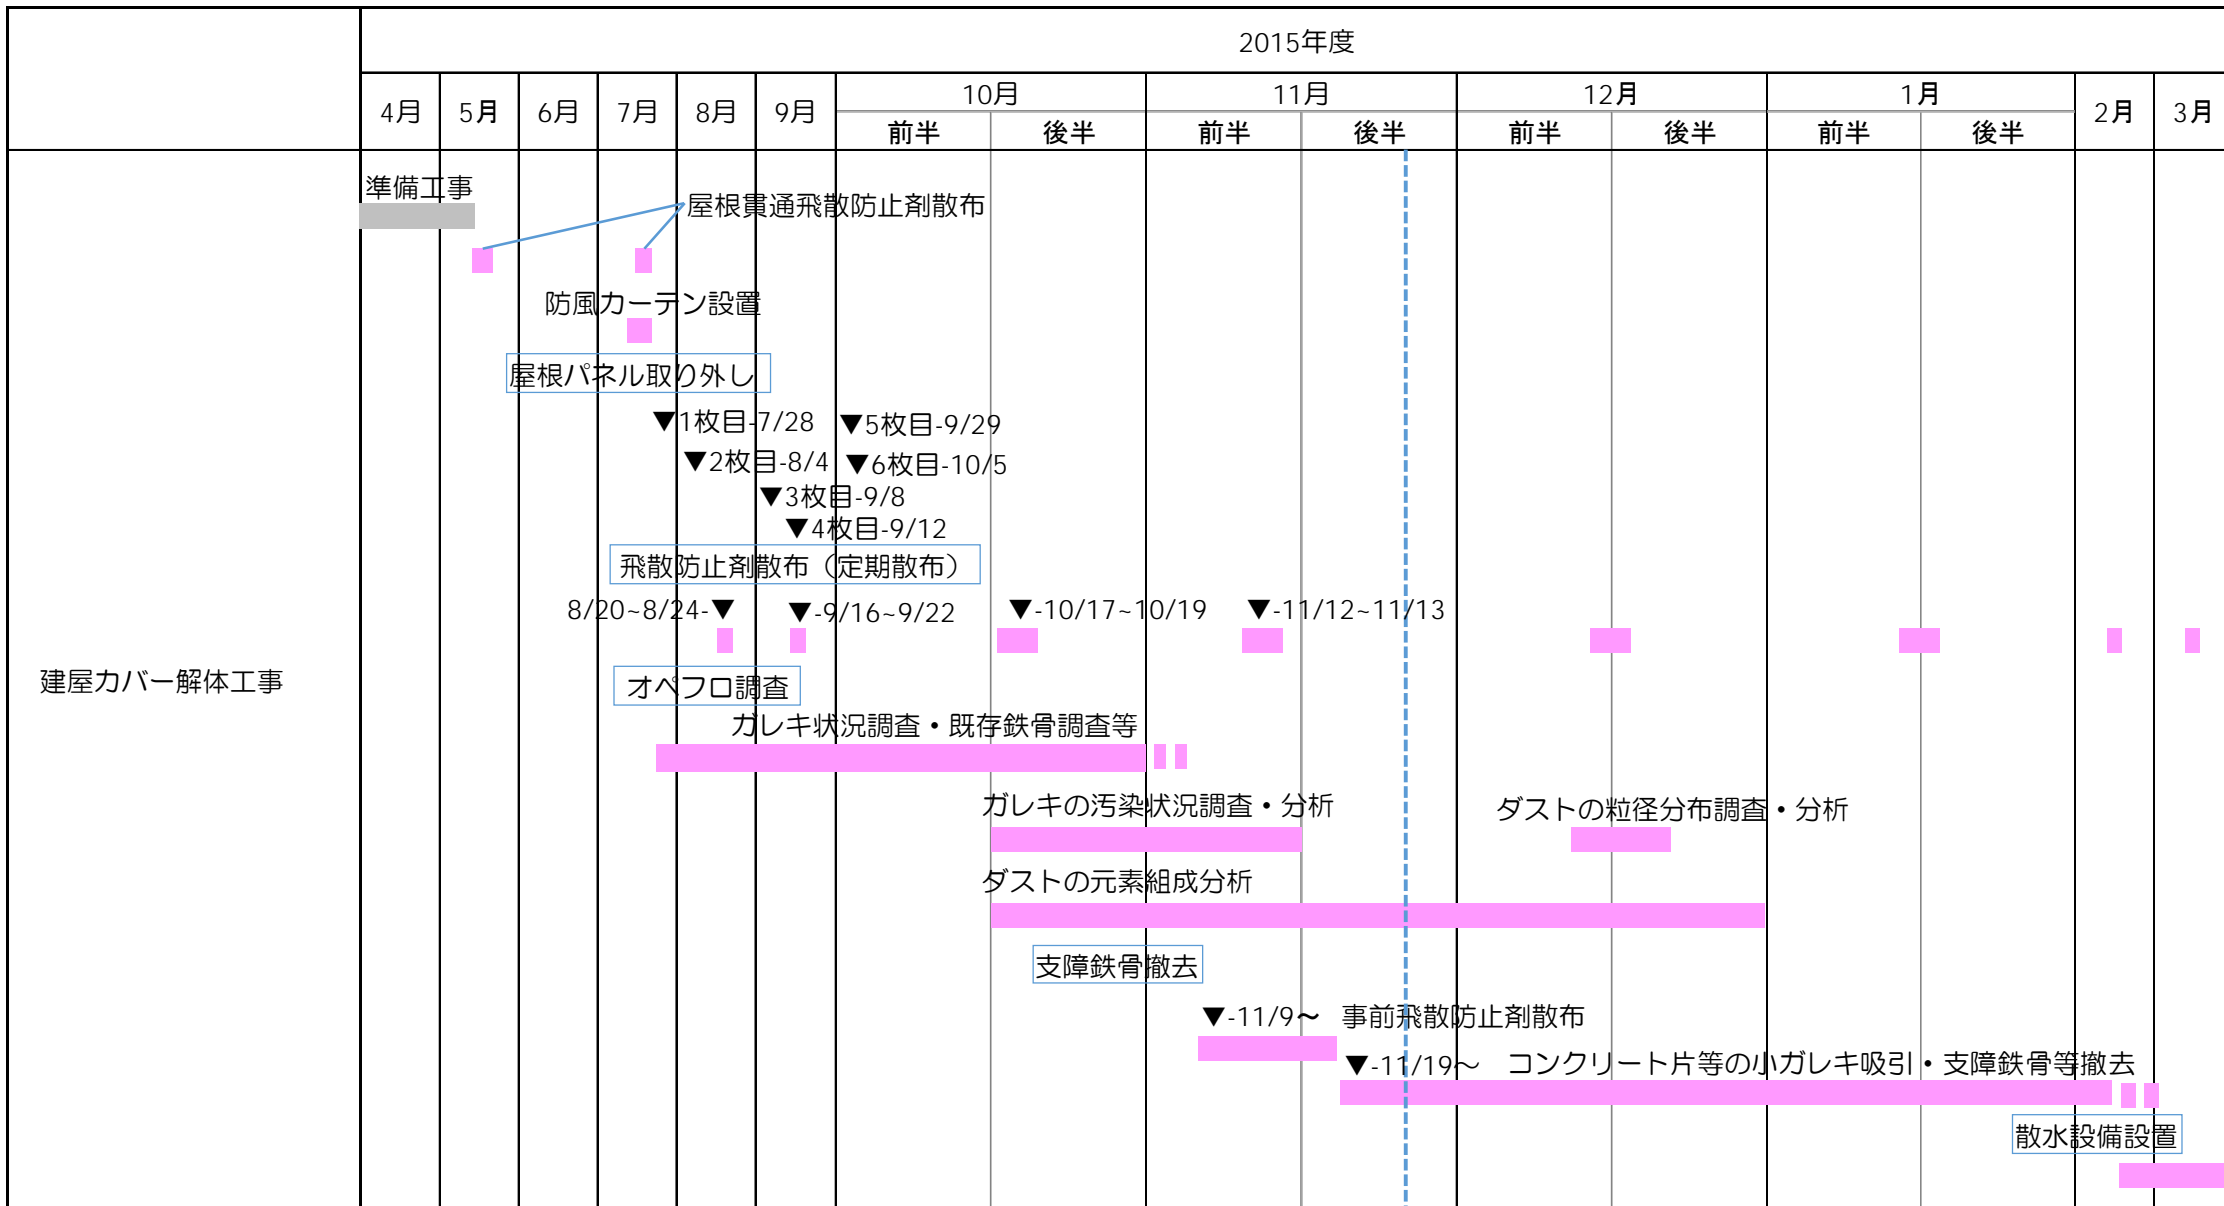 2015年度
4月 5月 6月 7月 8月 9月 10月 11月 12月 1月 2月 3月
前半 後半 前半 後半 前半 後半 前半 後半
準備工事
屋根貫通飛散防止剤散布
防風カーテン設置
屋根パネル取り外し
▼1枚目-7/28 ▼5枚目-9/29
▼2枚目-8/4 ▼6枚目-10/5
▼3枚目-9/8
▼4枚目-9/12
飛散防止剤散布（定期散布）
8/20~8/24-▼ ▼-9/16~9/22 ▼-10/17~10/19 ▼-11/12~11/13
建屋カバー解体工事
オペフロ調査
ガレキ状況調査・既存鉄骨調査等
ガレキの汚染状況調査・分析 ダストの粒径分布調査・分析
ダストの元素組成分析
支障鉄骨撤去
▼-11/9～ 事前飛散防止剤散布
▼-11/19～ コンクリート片等の小ガレキ吸引・支障鉄骨等撤去
散水設備設置